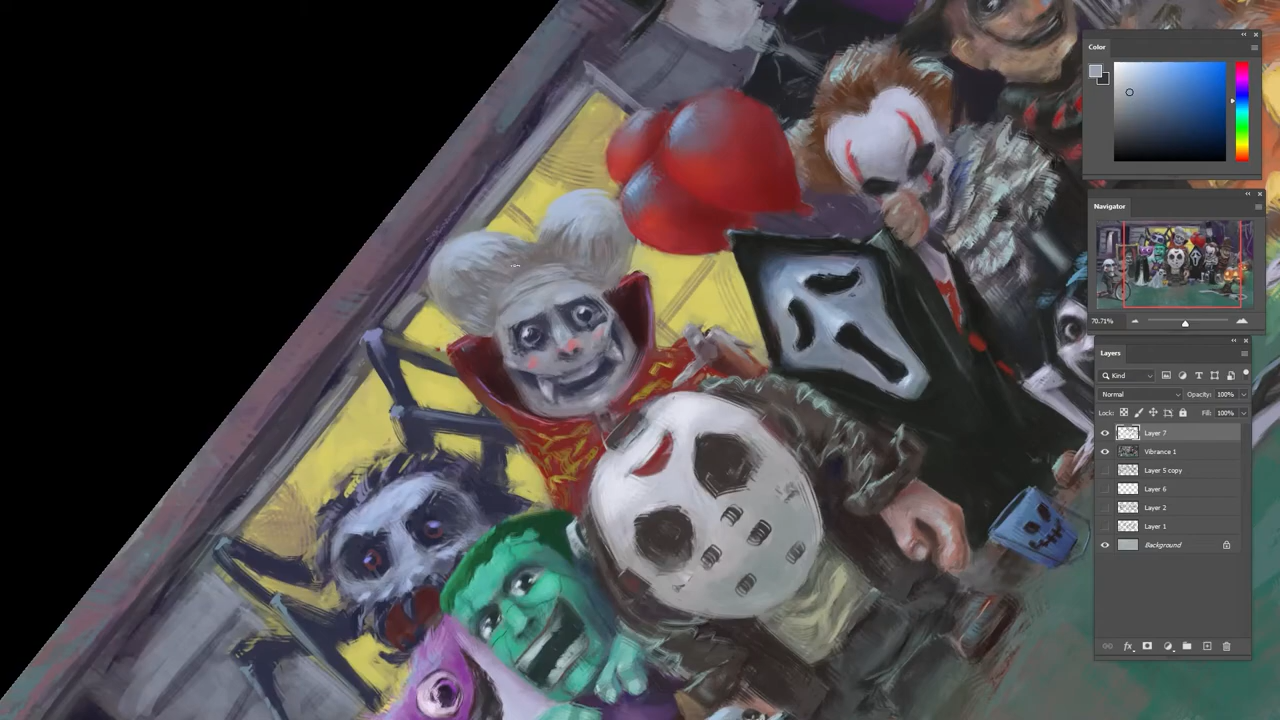 Color
Navigator
70.71%
Layers
Kind
Normal
Opacity: 100%
Lock:
Fill: 100%
Layer 7
Vibrance 1
Layer 5 copy
Layer 6
Layer 2
Layer 1
Background
fx